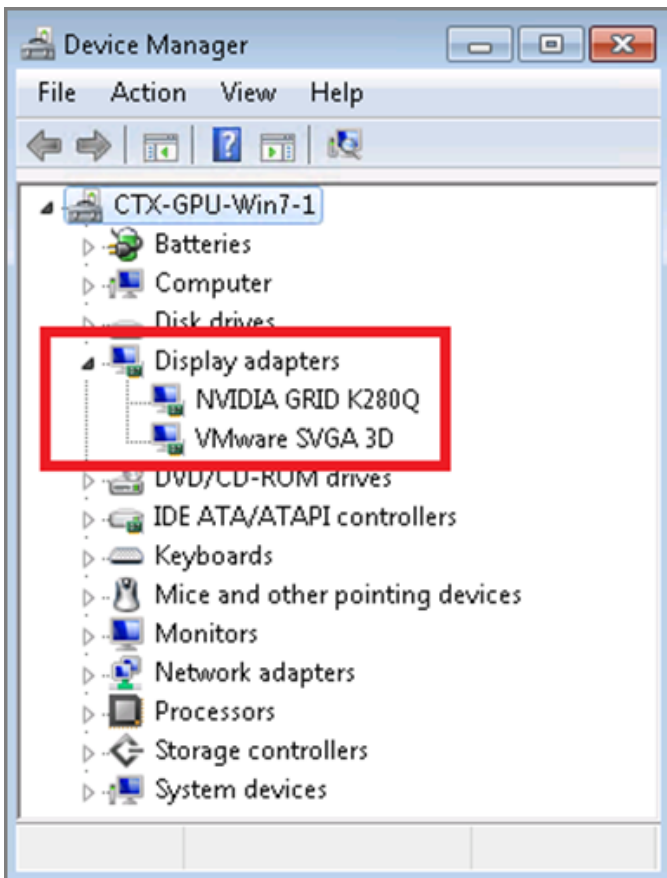 Device Manager
File Action View Help
CTX-GPU-Win7-1
Batteries
Computer
Disk drives
Display adapters
NVIDIA GRID K280Q
VMware SVGA 3D
DVD/CD-ROM drives
IDE ATA/ATAPI controllers
Keyboards
Mice and other pointing devices
Monitors
Network adapters
Processors
Storage controllers
System devices